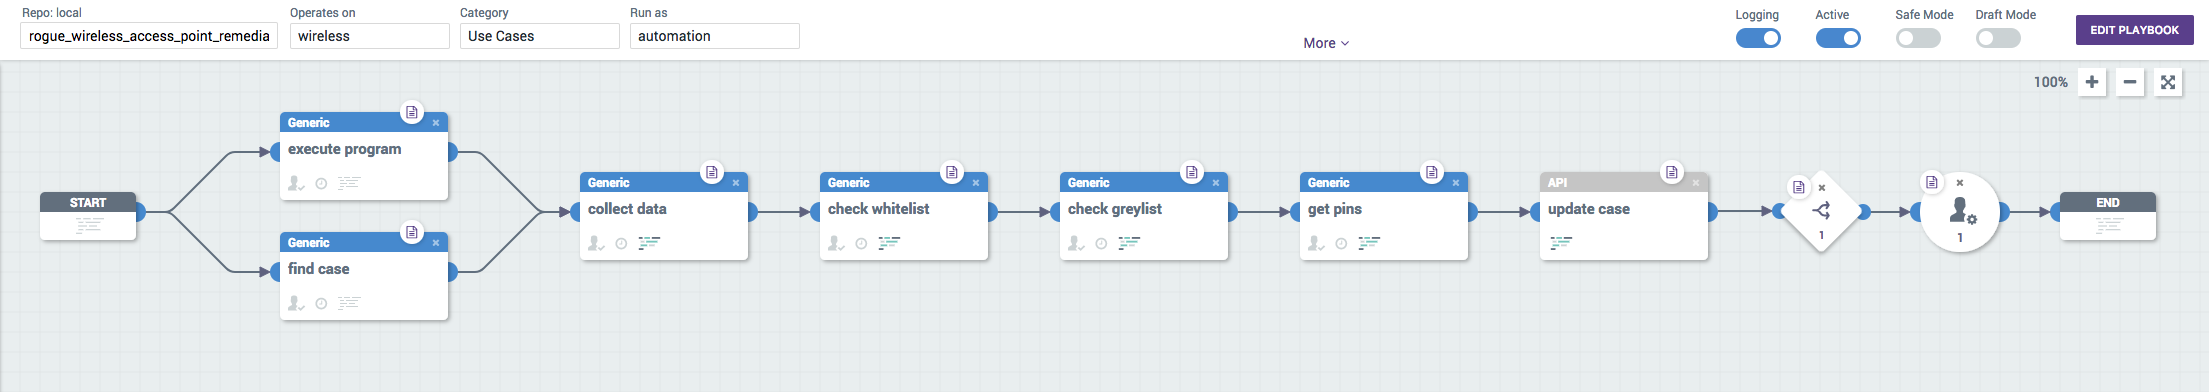 Repo: local
Operates on
Category
Run as
Logging
Active
Safe Mode
Draft Mode
rogue_wireless_access_point_remedia
wireless
Use Cases
automation
More
EDIT PLAYBOOK
100%
START
Generic
execute program
Generic
find case
Generic
collect data
Generic
check whitelist
Generic
check greylist
Generic
get pins
API
update case
1
1
END